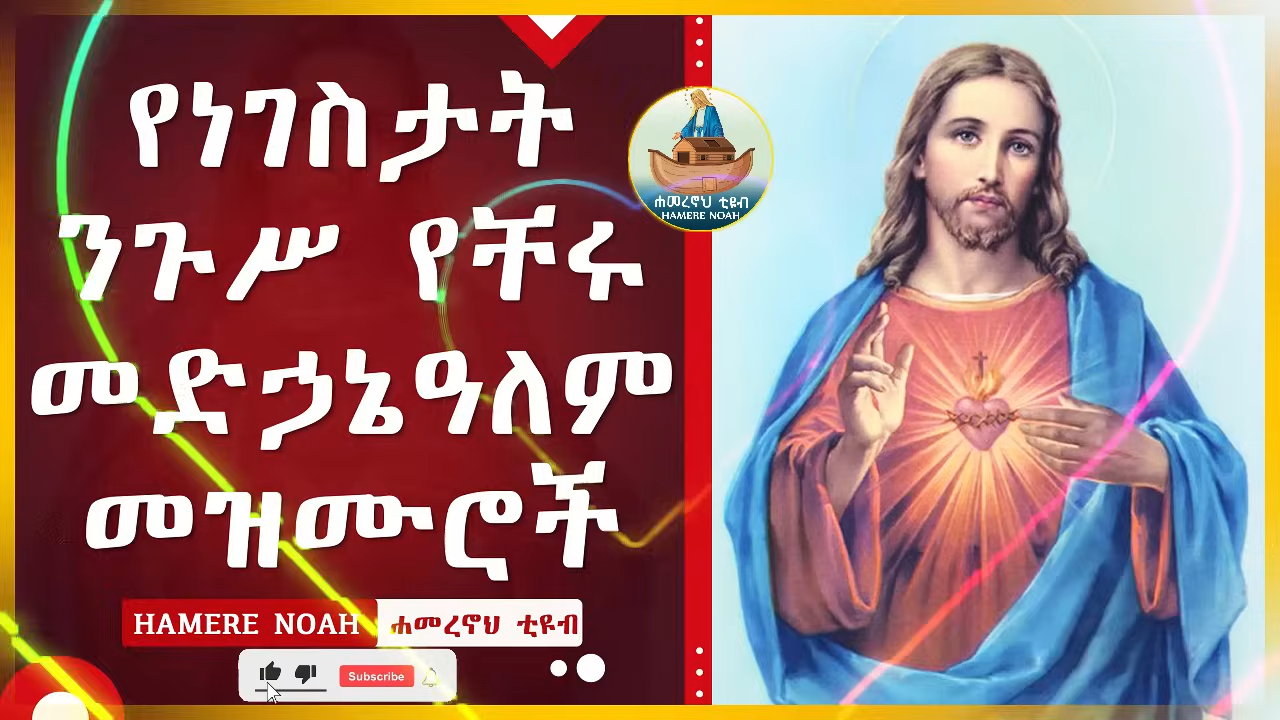 የነገስታት
ንጉሥ የቸሩ
መድኃኔዓለም
መዝሙሮች
HAMERE NOAH ሐመረኖህ ቲዩብ
Subscribe
ሐመረኖህ ቲዩብ
HAMERE NOAH